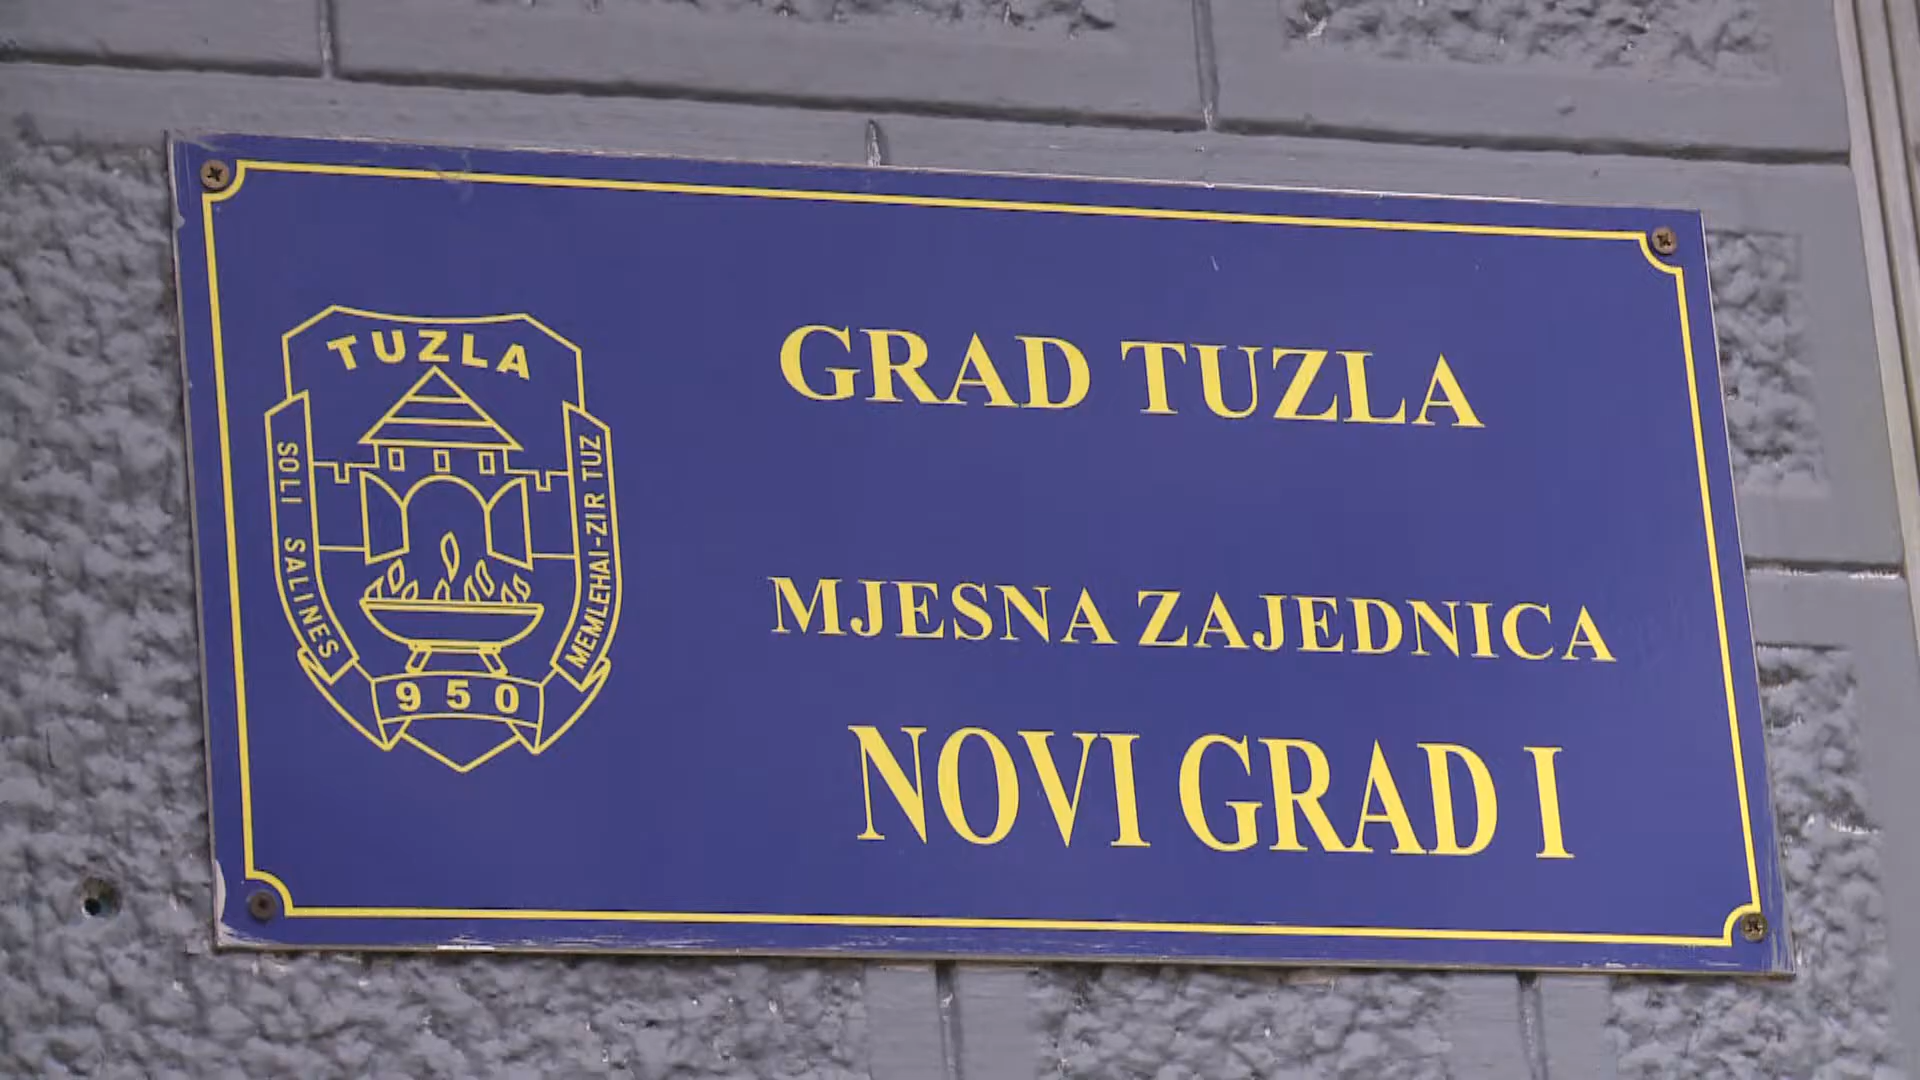 TUZLA
SOLI SALINES
MEMLEHAI-ZIR TUZ
950
GRAD TUZLA
MJESNA ZAJEDNICA
NOVI GRAD I